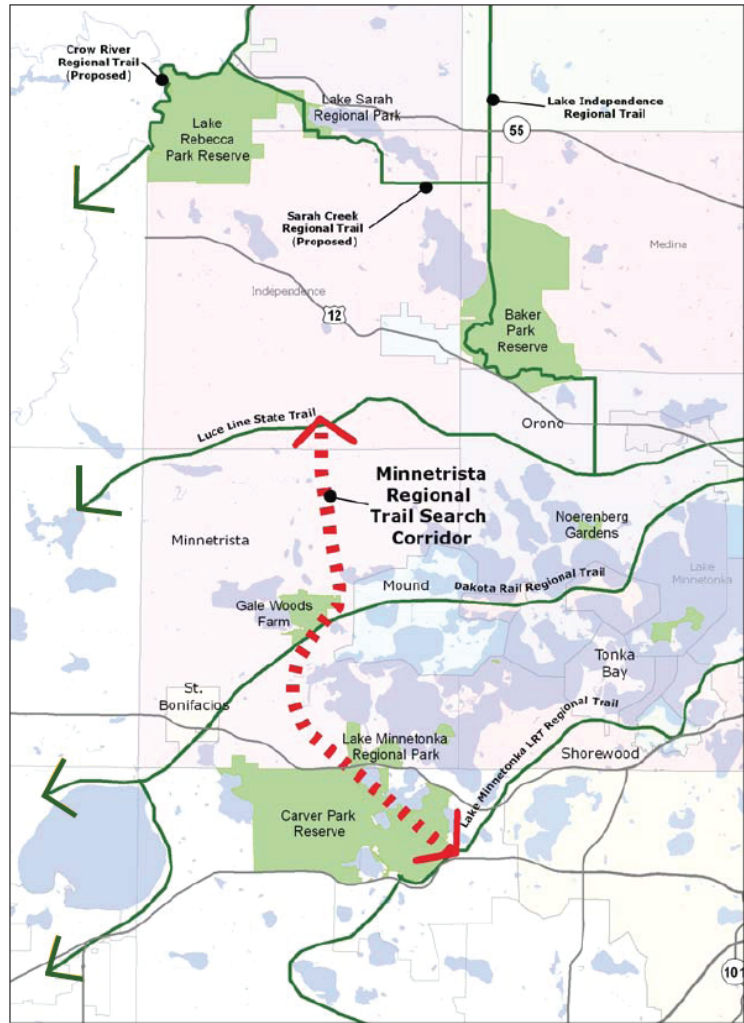 Crow River
Regional Trail
(Proposed)
Lake Sarah
Regional Park
Lake Independence
Regional Trail
55
Lake
Rebecca
Park Reserve
Sarah Creek
Regional Trail
(Proposed)
Medina
Independence
12
Baker
Park
Reserve
Luce Line State Trail
Orono
Minnetrista
Regional
Trail Search
Corridor
Noerenberg
Gardens
Minnetrista
Lake
Minnetonka
Mound
Dakota Rail Regional Trail
Gale Woods
Farm
Tonka
Bay
St.
Bonifacios
Lake Minnetonka LRT Regional Trail
Lake Minnetonka
Regional Park
Shorewood
Carver Park
Reserve
101